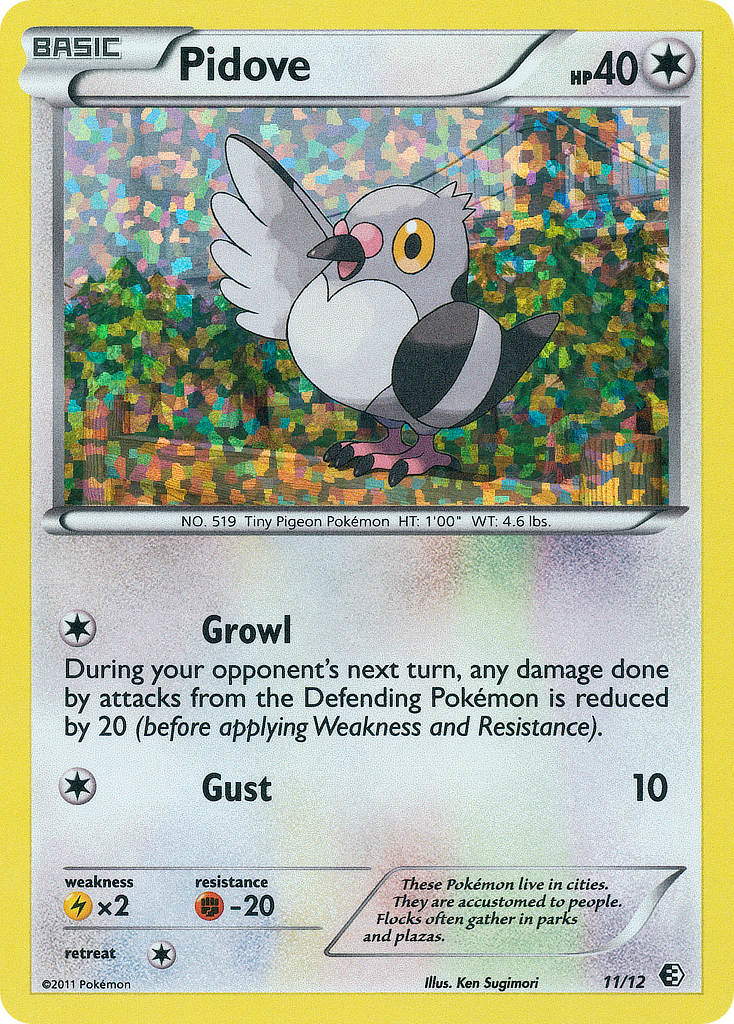 BASIC
Pidove
HP40
NO. 519 Tiny Pigeon Pokémon HT: 1'00" WT: 4.6 lbs.
Growl
During your opponent's next turn, any damage done
by attacks from the Defending Pokémon is reduced
by 20 (before applying Weakness and Resistance).
Gust 10
weakness
×2
resistance
-20
retreat
These Pokémon live in cities.
They are accustomed to people.
Flocks often gather in parks
and plazas.
©2011 Pokémon
Illus. Ken Sugimori
11/12